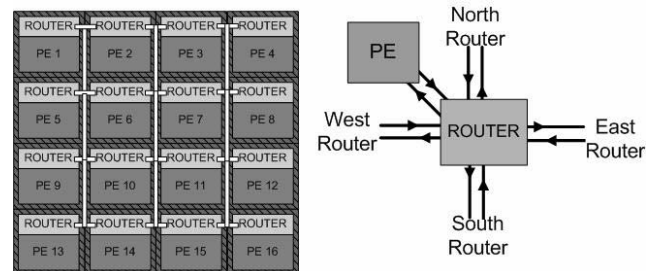 ROUTER ROUTER ROUTER ROUTER
PE 1 PE 2 PE 3 PE 4
ROUTER ROUTER ROUTER ROUTER
PE 5 PE 6 PE 7 PE 8
ROUTER ROUTER ROUTER ROUTER
PE 9 PE 10 PE 11 PE 12
ROUTER ROUTER ROUTER ROUTER
PE 13 PE 14 PE 15 PE 16
North
Router
PE
West
Router
ROUTER
East
Router
South
Router